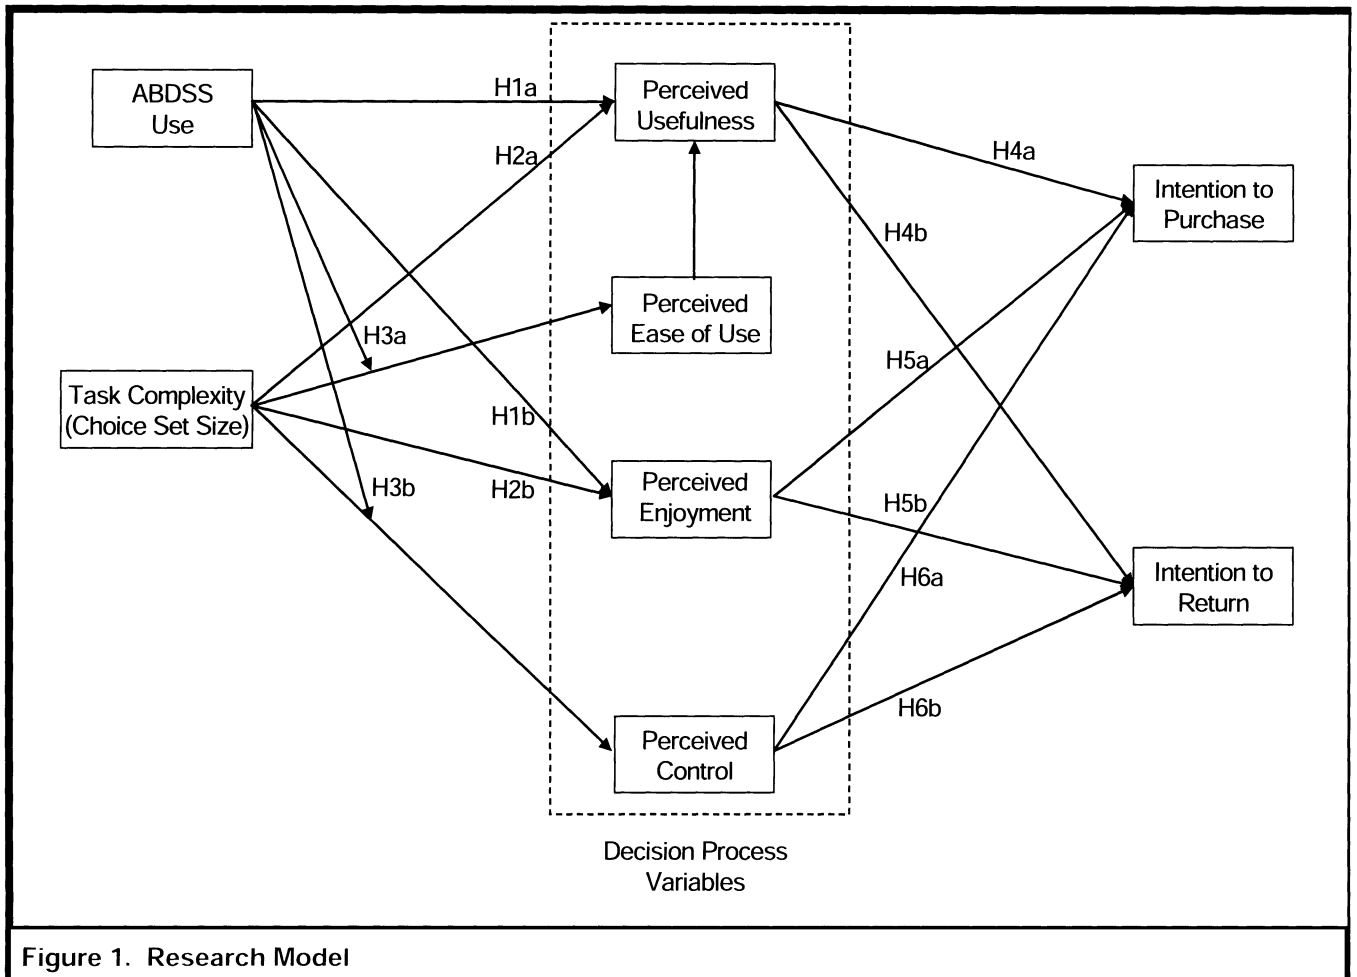 ABDSS
Use
H1a
Perceived
Usefulness
H2a
H4a
Intention to
Purchase
H4b
Perceived
Ease of Use
H3a
H5a
Task Complexity
(Choice Set Size)
H1b
H2b
H3b
Perceived
Enjoyment
H5b
H6a
Intention to
Return
H6b
Perceived
Control
Decision Process
Variables
Figure 1. Research Model